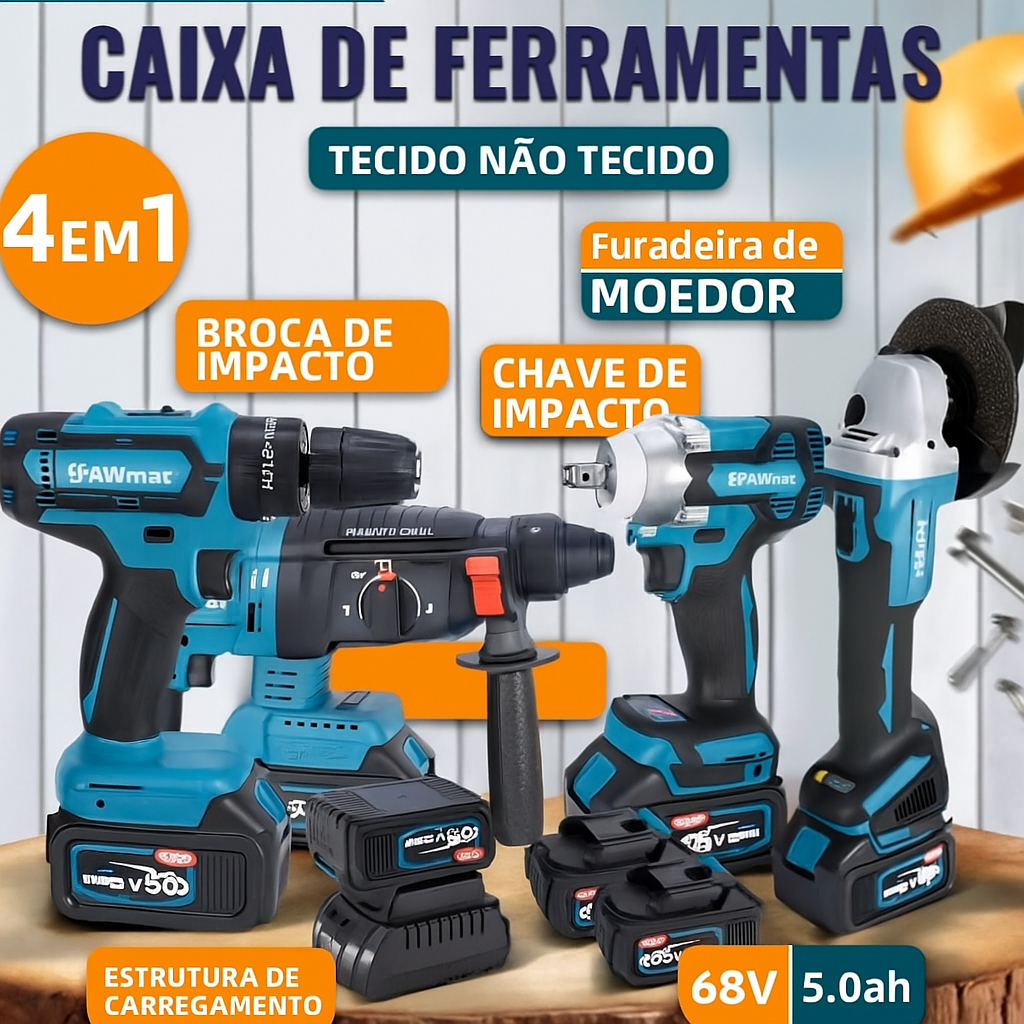 CAIXA DE FERRAMENTAS
TECIDO NÃO TECIDO
4EM1
Furadeira de
MOEDOR
BROCA DE
IMPACTO
CHAVE DE
IMPACTO
ESTRUTURA DE
CARREGAMENTO
68V 5.0ah